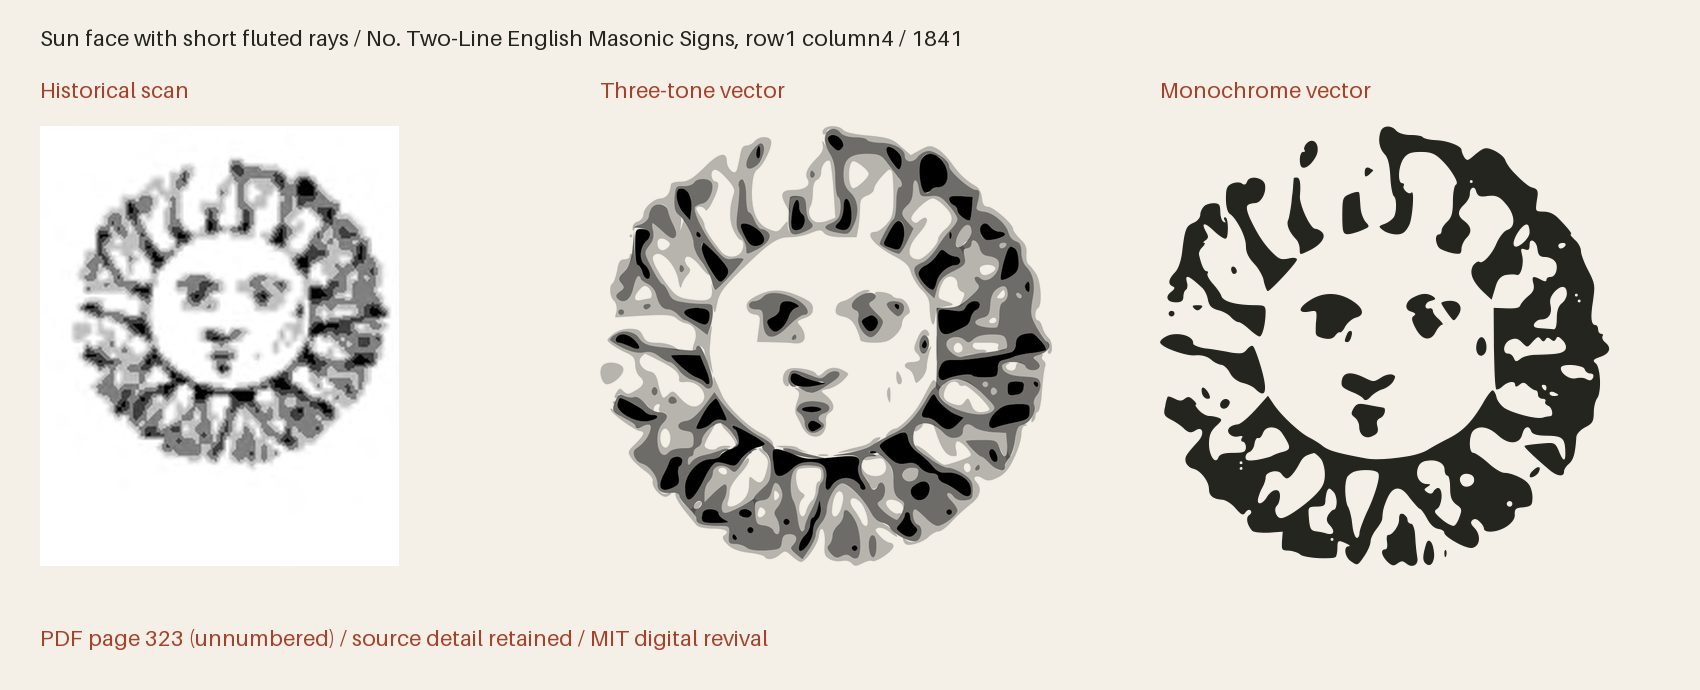 Sun face with short fluted rays / No. Two-Line English Masonic Signs, row1 column4 / 1841
Historical scan
Three-tone vector
Monochrome vector
PDF page 323 (unnumbered) / source detail retained / MIT digital revival